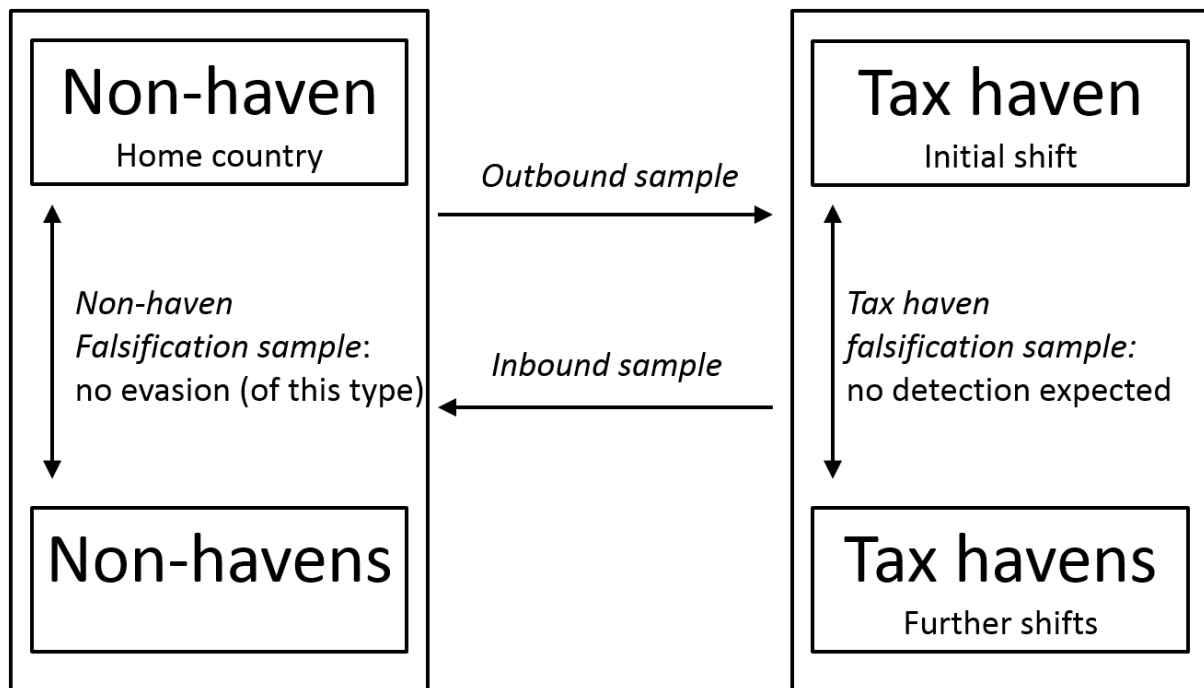 Non-haven
Home country
Outbound sample
Tax haven
Initial shift
Non-haven
Falsification sample:
no evasion (of this type)
Inbound sample
Tax haven
falsification sample:
no detection expected
Non-havens
Tax havens
Further shifts